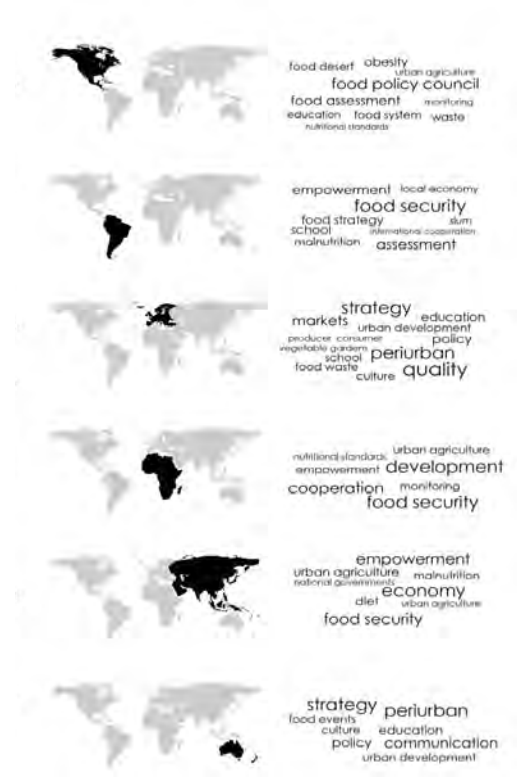 food desert obesity
urban agriculture
food policy council
food assessment monitoring
education food system waste
nutritional standards
empowerment local economy
food security
food strategy slum
school international cooperation
malnutrition assessment
strategy
markets education
urban development
producer consumer policy
vegetable gardens
school periurban
food waste
culture quality
urban agriculture
nutritional standards
empowerment development
cooperation monitoring
food security
empowerment
urban agriculture malnutrition
national governments
economy
diet urban agriculture
food security
strategy periurban
food events
culture education
policy communication
urban development